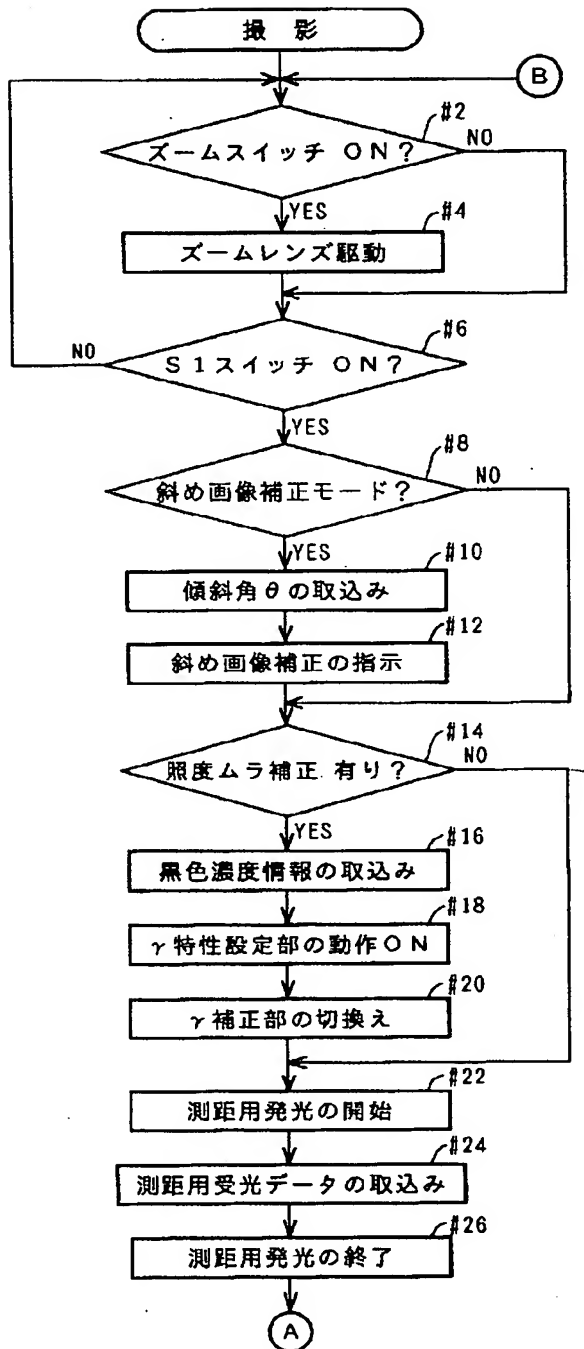 撮 影
B
#2
ズームスイッチ ON?
NO
YES
#4
ズームレンズ駆動
#6
NO
S1スイッチ ON?
YES
#8
斜め画像補正モード?
NO
YES
#10
傾斜角θの取込み
#12
斜め画像補正の指示
#14
照度ムラ補正 有り?
NO
YES
#16
黒色濃度情報の取込み
#18
γ特性設定部の動作ON
#20
γ補正部の切換え
#22
測距用発光の開始
#24
測距用受光データの取込み
#26
測距用発光の終了
A